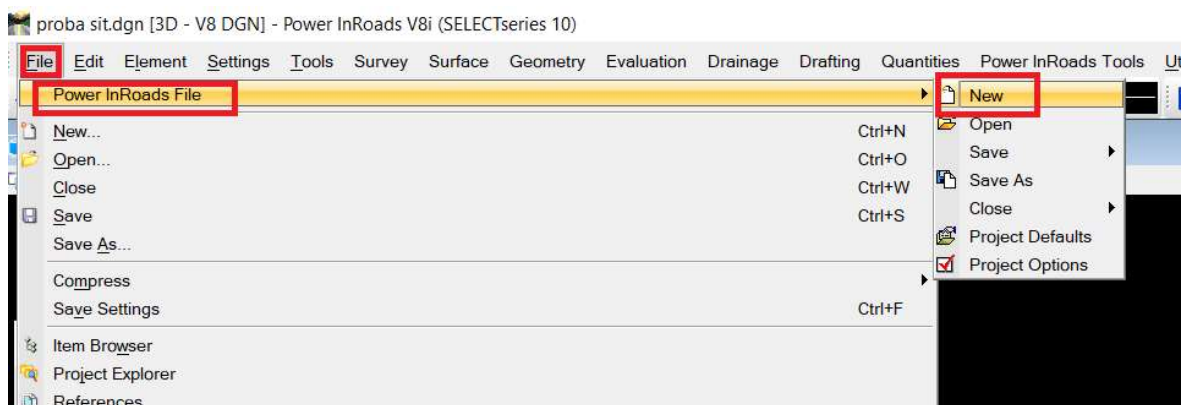 proba sit.dgn [3D - V8 DGN] - Power InRoads V8i (SELECTseries 10)
File Edit Element Settings Tools Survey Surface Geometry Evaluation Drainage Drafting Quantities Power InRoads Tools Ut
Power InRoads File
New... Ctrl+N
Open... Ctrl+O
Close Ctrl+W
Save Ctrl+S
Save As...
Compress
Save Settings Ctrl+F
Item Browser
Project Explorer
References
New
Open
Save
Save As
Close
Project Defaults
Project Options